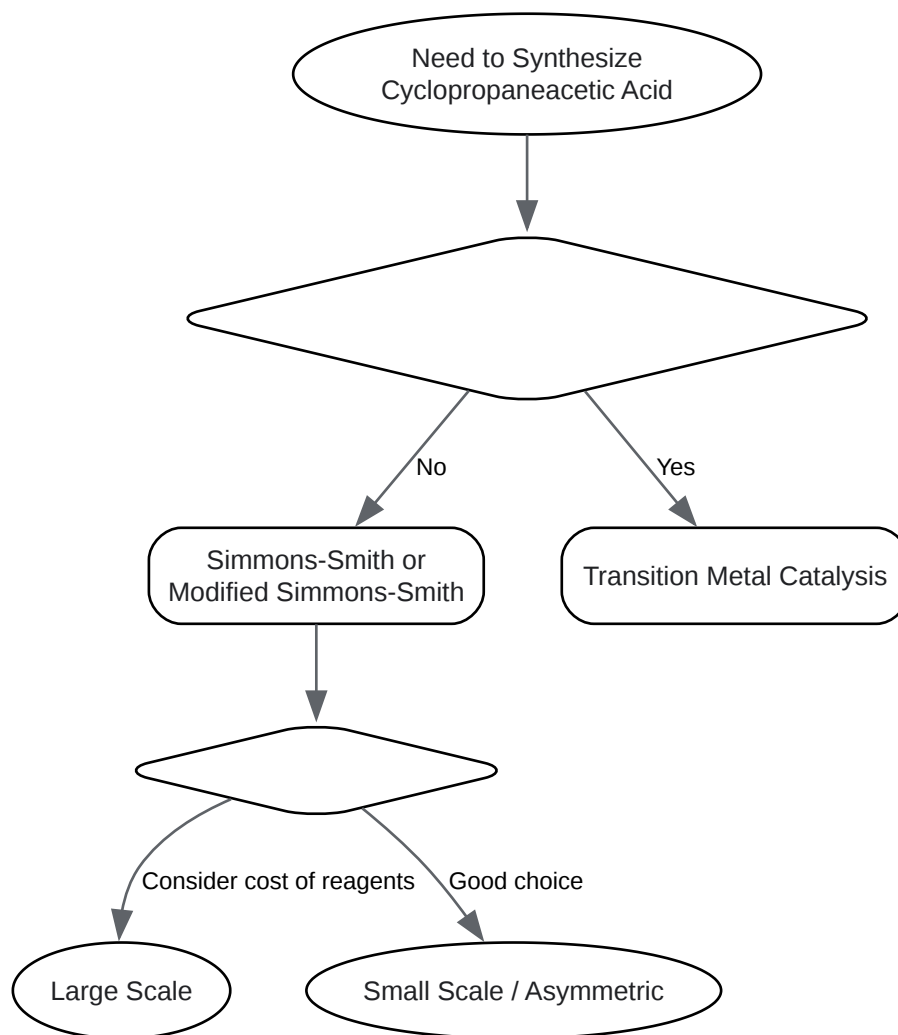 Need to Synthesize
Cyclopropaneacetic Acid
No
Yes
Simmons-Smith or
Modified Simmons-Smith
Transition Metal Catalysis
Consider cost of reagents
Good choice
Large Scale
Small Scale / Asymmetric